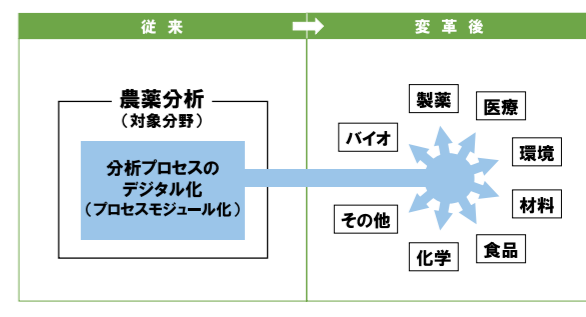 従来
変革後
農薬分析
（対象分野）
分析プロセスの
デジタル化
（プロセスモジュール化）
製薬
医療
バイオ
環境
材料
その他
食品
化学